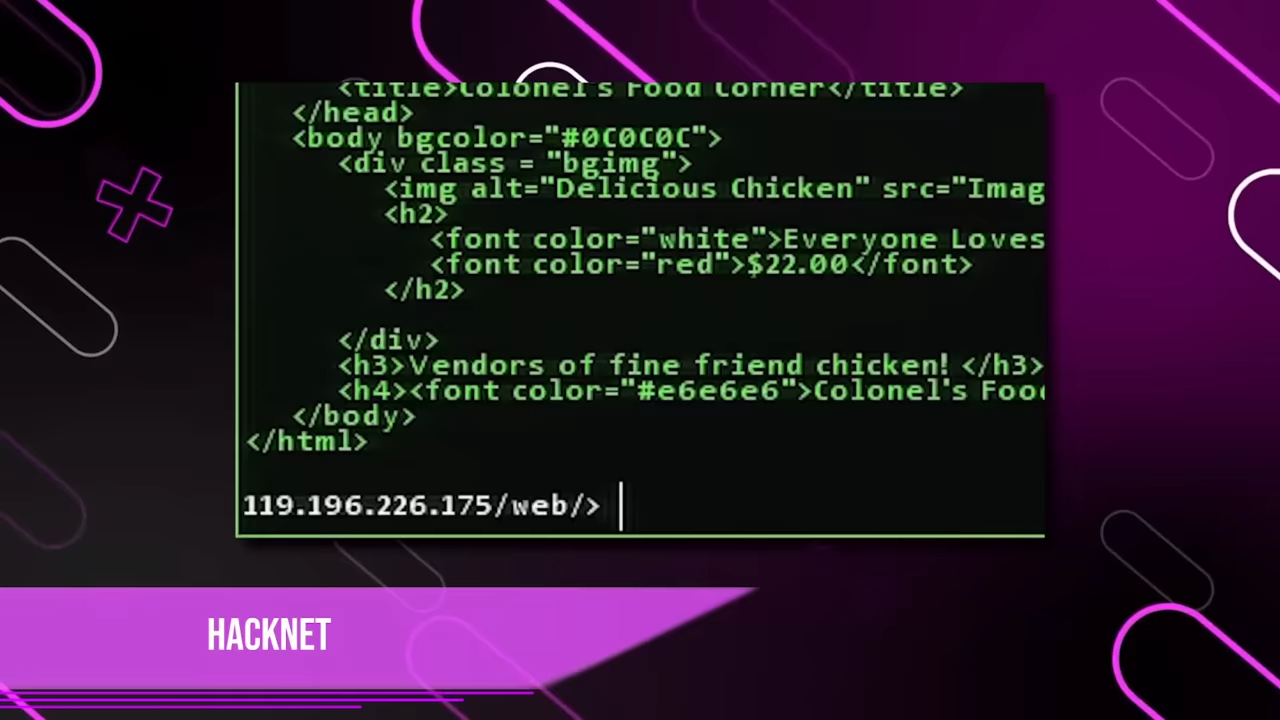 <title>Colonel's Food Corner</title>
</head>
<body bgcolor="#0C0C0C">
<div class = "bgimg">
<img alt="Delicious Chicken" src="Imag
<h2>
<font color="white">Everyone Loves
<font color="red">$22.00</font>
</h2>
</div>
<h3>Vendors of fine friend chicken! </h3>
<h4><font color="#e6e6e6">Colonel's Foo
</body>
</html>
119.196.226.175/web/>
HACKNET